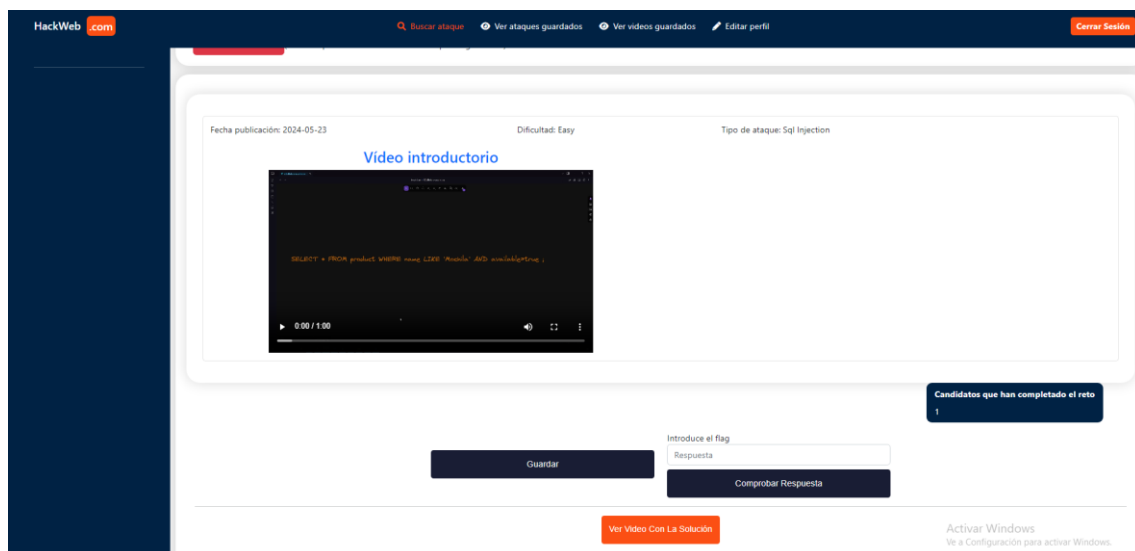 HackWeb .com
Buscar ataque
Ver ataques guardados
Ver videos guardados
Editar perfil
Cerrar Sesión
Fecha publicación: 2024-05-23
Dificultad: Easy
Tipo de ataque: Sql Injection
Vídeo introductorio
SELECT * FROM product WHERE name LIKE AND available=true ;
0:00 / 1:00
Candidatos que han completado el reto
1
Introduce el flag
Respuesta
Guardar
Comprobar Respuesta
Ver Video Con La Solución
Activar Windows
Ve a Configuración para activar Windows.